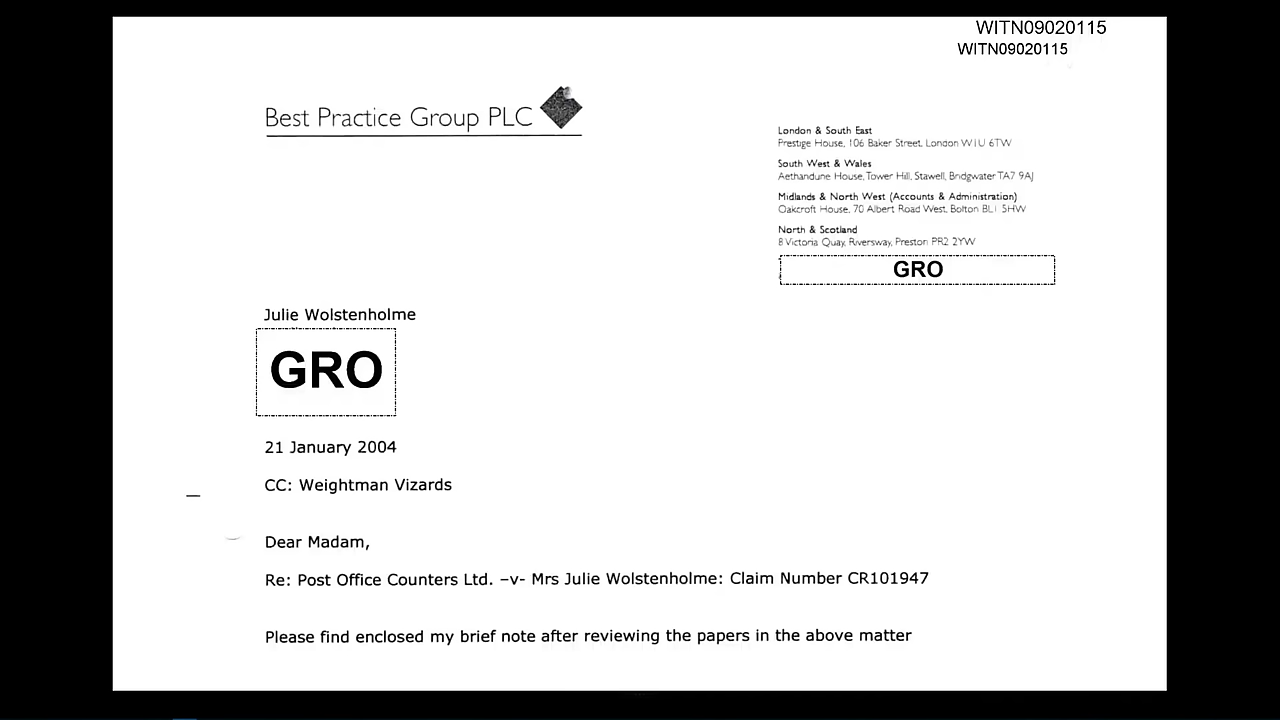 WITN09020115
WITN09020115
Best Practice Group PLC
London & South East
Prestige House, 106 Baker Street, London W1U 6TW
South West & Wales
Aethandune House, Tower Hill, Stawell, Bridgwater TA7 9AJ
Midlands & North West (Accounts & Administration)
Oakcroft House, 70 Albert Road West, Bolton BL1 5HW
North & Scotland
8 Victoria Quay, Riversway, Preston PR2 2YW
GRO
Julie Wolstenholme
GRO
21 January 2004
CC: Weightman Vizards
Dear Madam,
Re: Post Office Counters Ltd. –v- Mrs Julie Wolstenholme: Claim Number CR101947
Please find enclosed my brief note after reviewing the papers in the above matter